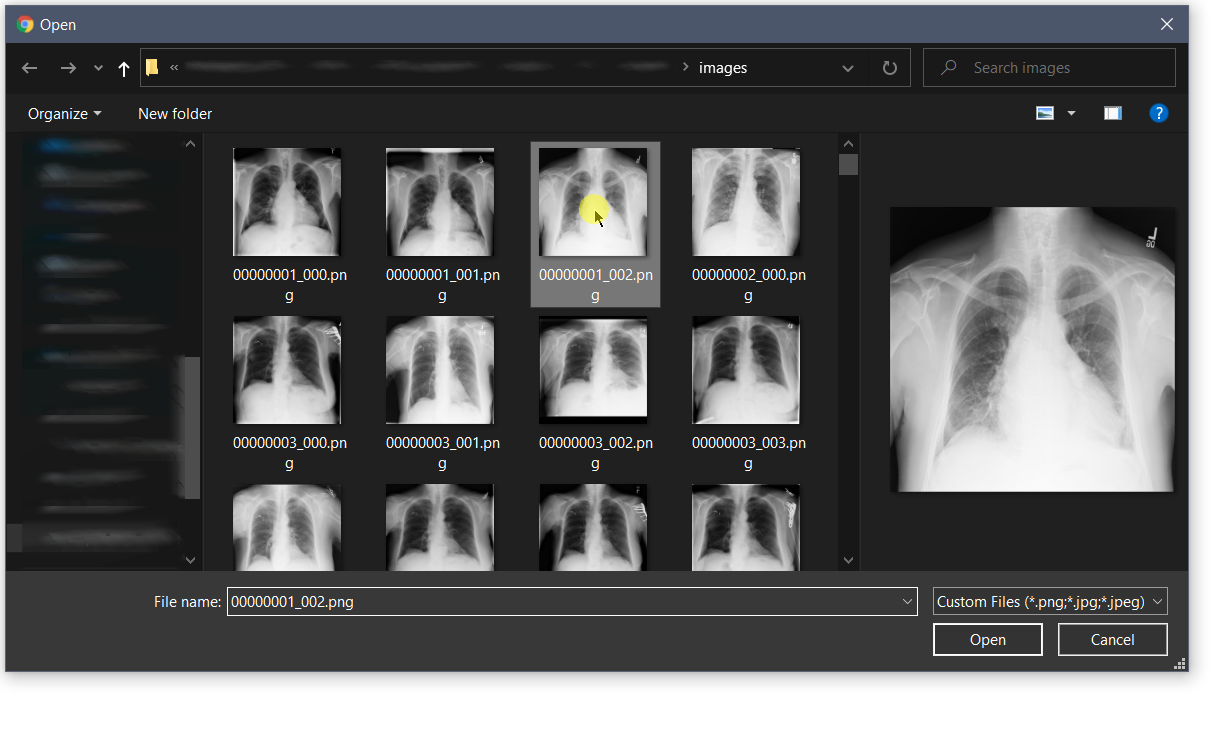 Open
images
Search images
Organize
New folder
?
00000001_000.pn
g
00000001_001.pn
g
00000001_002.pn
g
00000002_000.pn
g
00000003_000.pn
g
00000003_001.pn
g
00000003_002.pn
g
00000003_003.pn
g
L
File name:
00000001_002.png
Custom Files (*.png;*.jpg;*.jpeg)
Open
Cancel